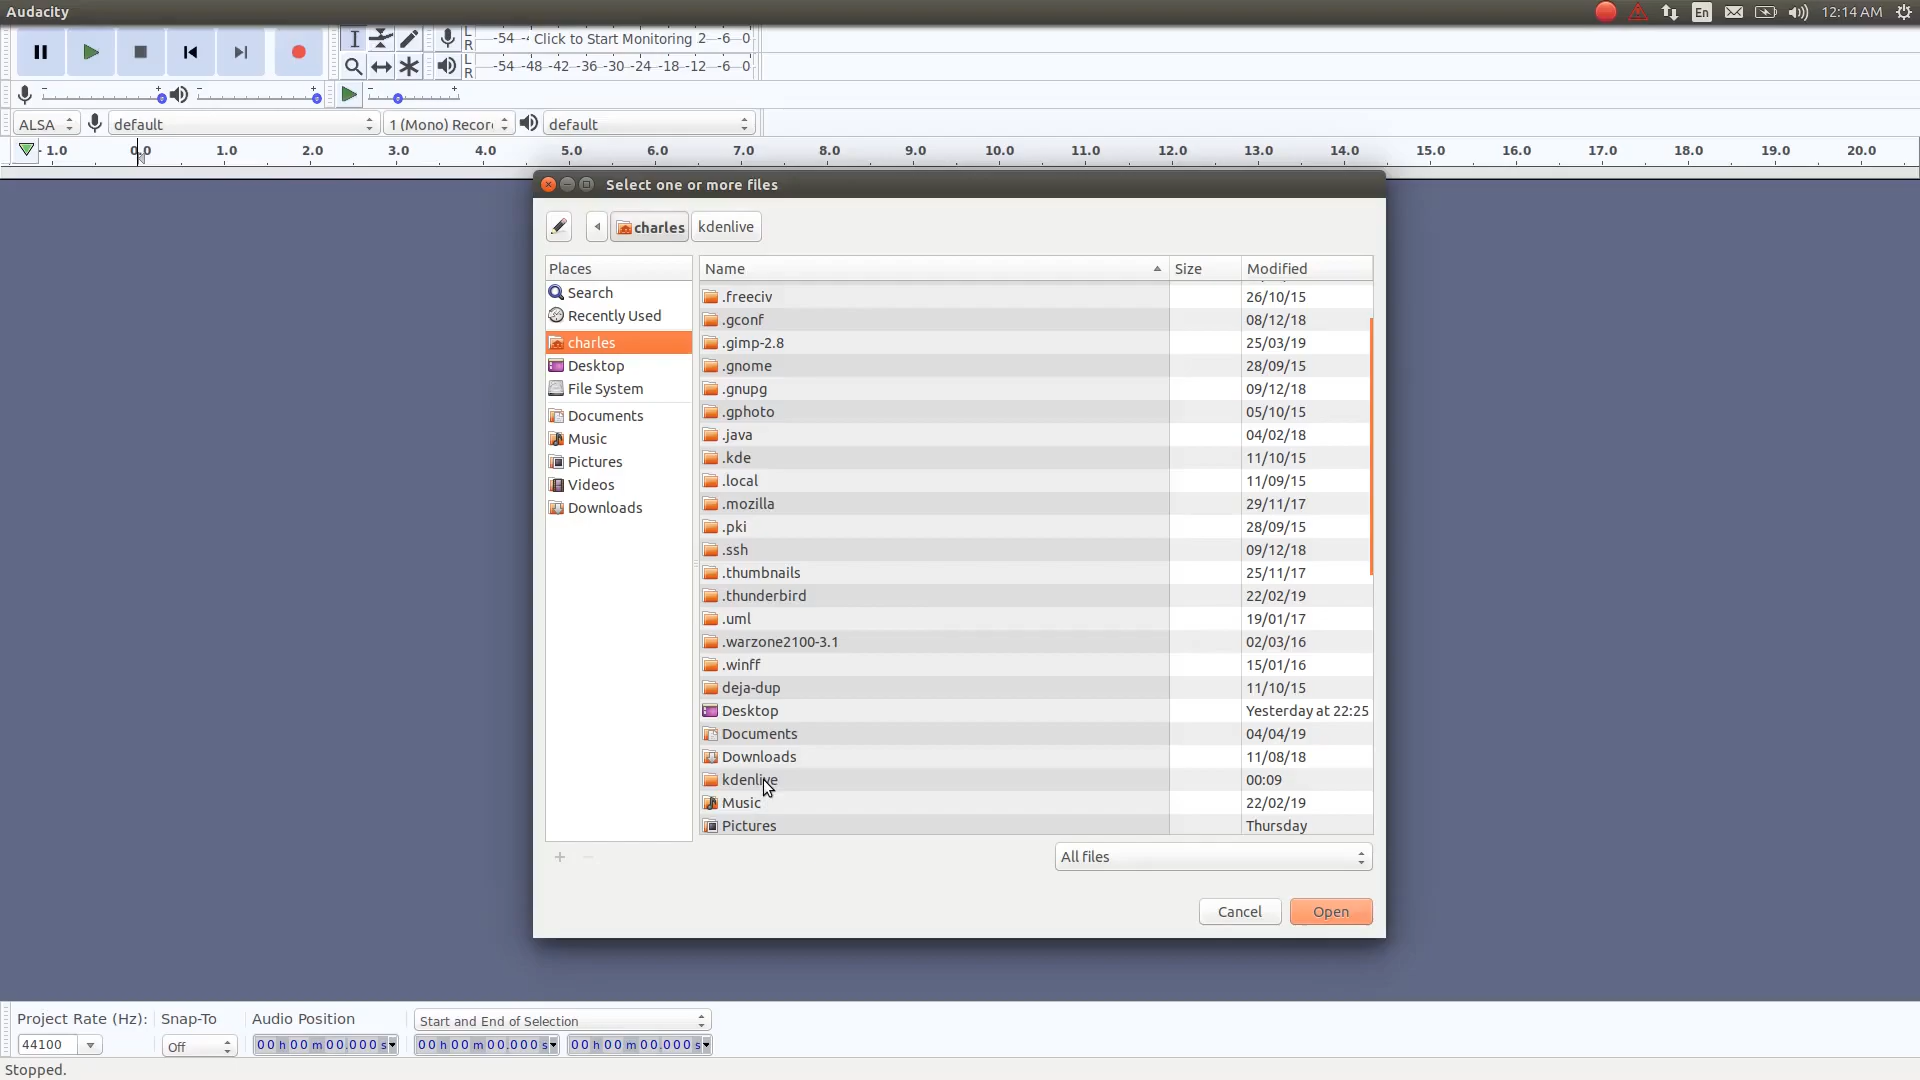 Audacity
En
12:14 AM
L
R
-54
Click to Start Monitoring 2 -6 0
L
R
-54 -48 -42 -36 -30 -24 -18 -12 -6 0
- +
- +
- +
ALSA
default
1 (Mono) Recor
default
- 1.0 0.0 1.0 2.0 3.0 4.0 5.0 6.0 7.0 8.0 9.0 10.0 11.0 12.0 13.0 14.0 15.0 16.0 17.0 18.0 19.0 20.0
Select one or more files
charles
kdenlive
Places
Search
Recently Used
charles
Desktop
File System
Documents
Music
Pictures
Videos
Downloads
Name Size Modified
.freeciv 26/10/15
.gconf 08/12/18
.gimp-2.8 25/03/19
.gnome 28/09/15
.gnupg 09/12/18
.gphoto 05/10/15
.java 04/02/18
.kde 11/10/15
.local 11/09/15
.mozilla 29/11/17
.pki 28/09/15
.ssh 09/12/18
.thumbnails 25/11/17
.thunderbird 22/02/19
.uml 19/01/17
.warzone2100-3.1 02/03/16
.winff 15/01/16
deja-dup 11/10/15
Desktop Yesterday at 22:25
Documents 04/04/19
Downloads 11/08/18
kdenlive 00:09
Music 22/02/19
Pictures Thursday
All files
Cancel
Open
Project Rate (Hz): Snap-To Audio Position
Start and End of Selection
44100
Off
00 h 00 m 00.000 s
00 h 00 m 00.000 s
00 h 00 m 00.000 s
Stopped.